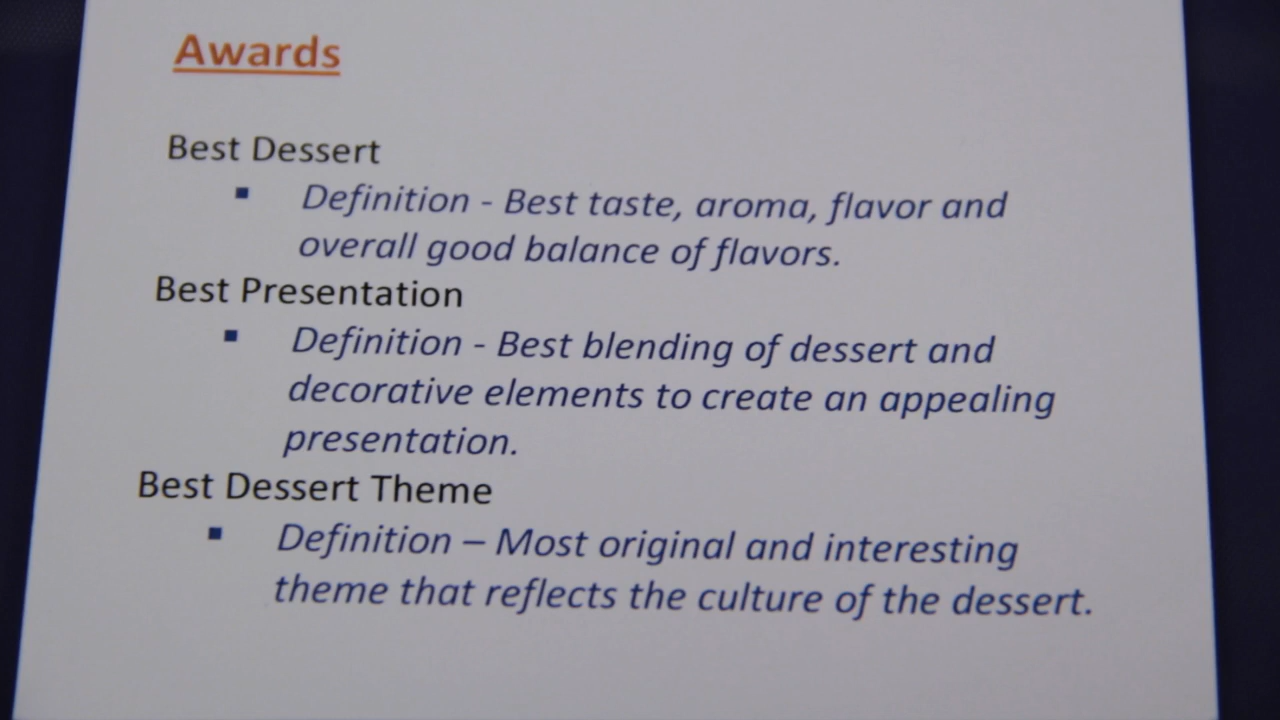 Awards
Best Dessert
▪ Definition - Best taste, aroma, flavor and
overall good balance of flavors.
Best Presentation
▪ Definition - Best blending of dessert and
decorative elements to create an appealing
presentation.
Best Dessert Theme
▪ Definition – Most original and interesting
theme that reflects the culture of the dessert.